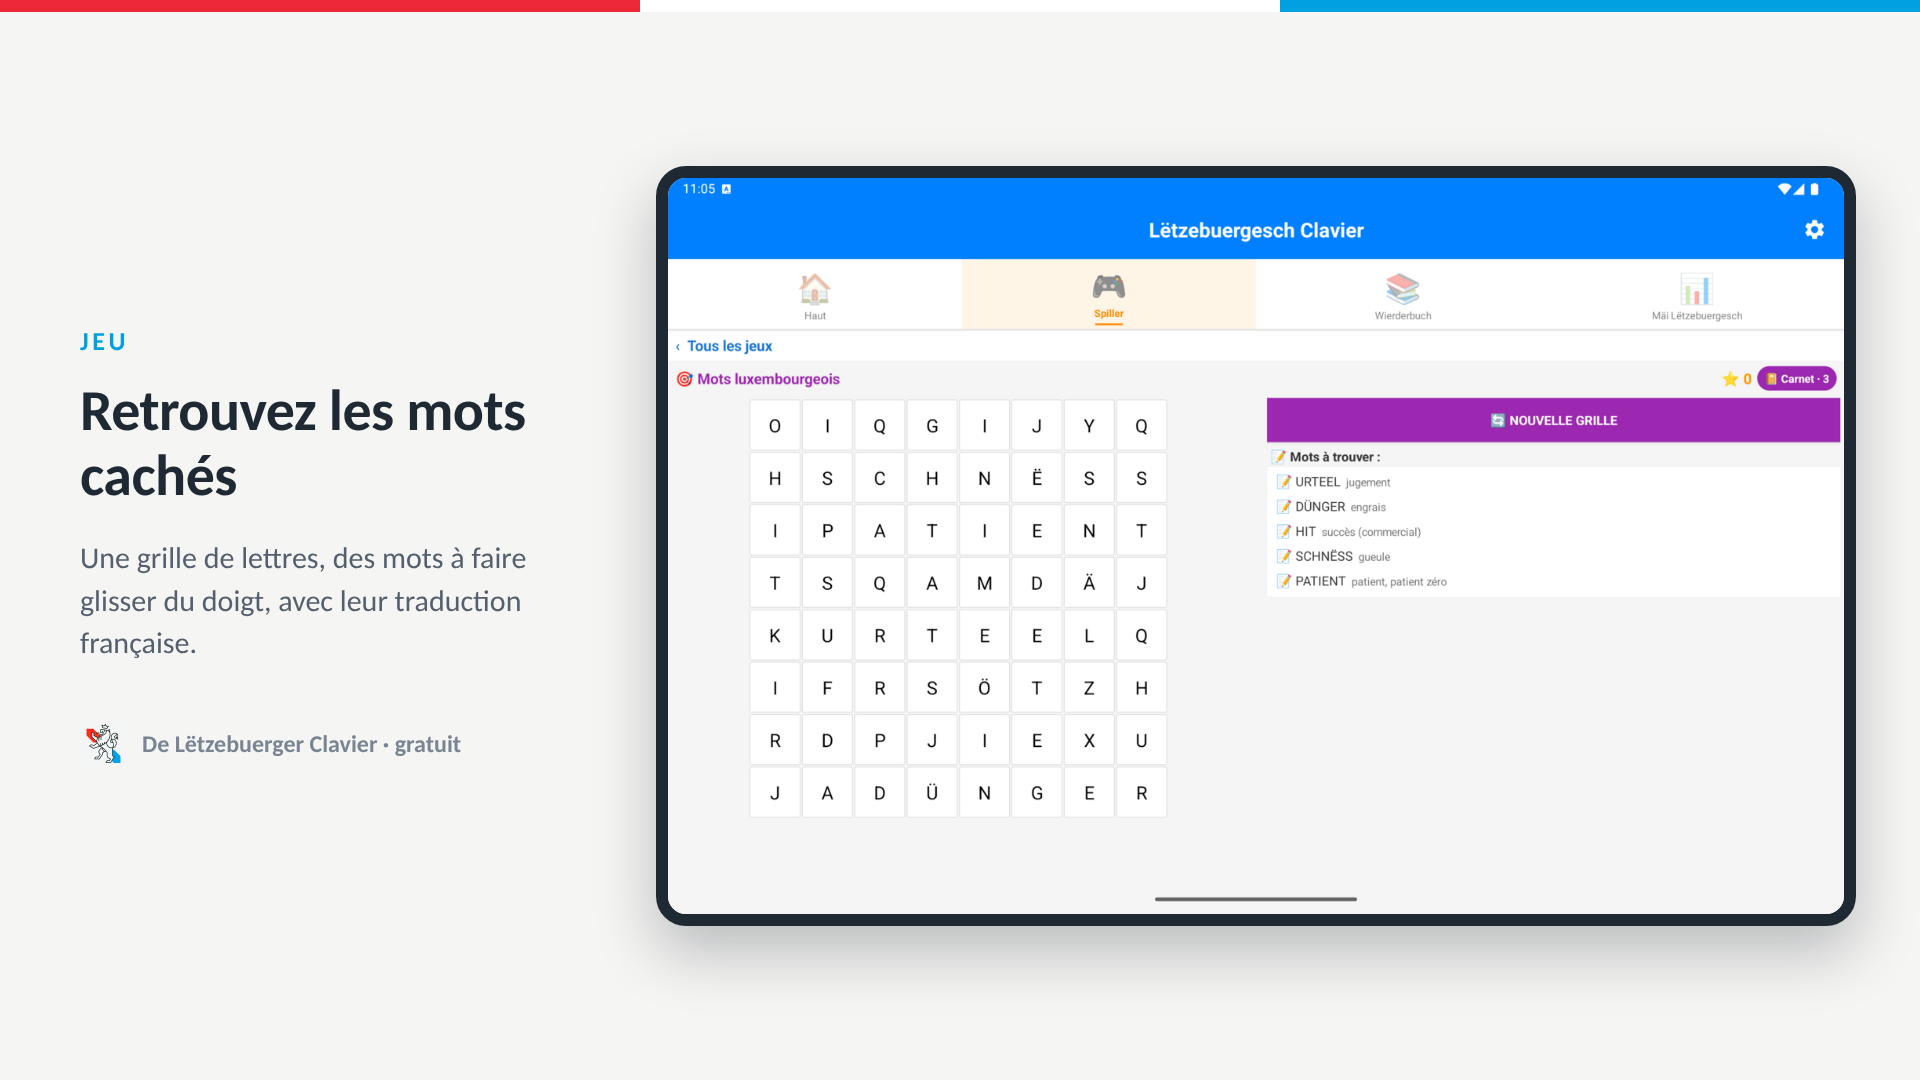 JEU
Retrouvez les mots
cachés
Une grille de lettres, des mots à faire
glisser du doigt, avec leur traduction
française.
De Lëtzebuerger Clavier · gratuit
11:05
Lëtzebuergesch Clavier
Haut
Spiller
Wierderbuch
Mäi Lëtzebuergesch
‹ Tous les jeux
Mots luxembourgeois
0
Carnet · 3
O I Q G I J Y Q
H S C H N Ë S S
I P A T I E N T
T S Q A M D Ä J
K U R T E E L Q
I F R S Ö T Z H
R D P J I E X U
J A D Ü N G E R
NOUVELLE GRILLE
Mots à trouver :
URTEEL jugement
DÜNGER engrais
HIT succès (commercial)
SCHNËSS gueule
PATIENT patient, patient zéro